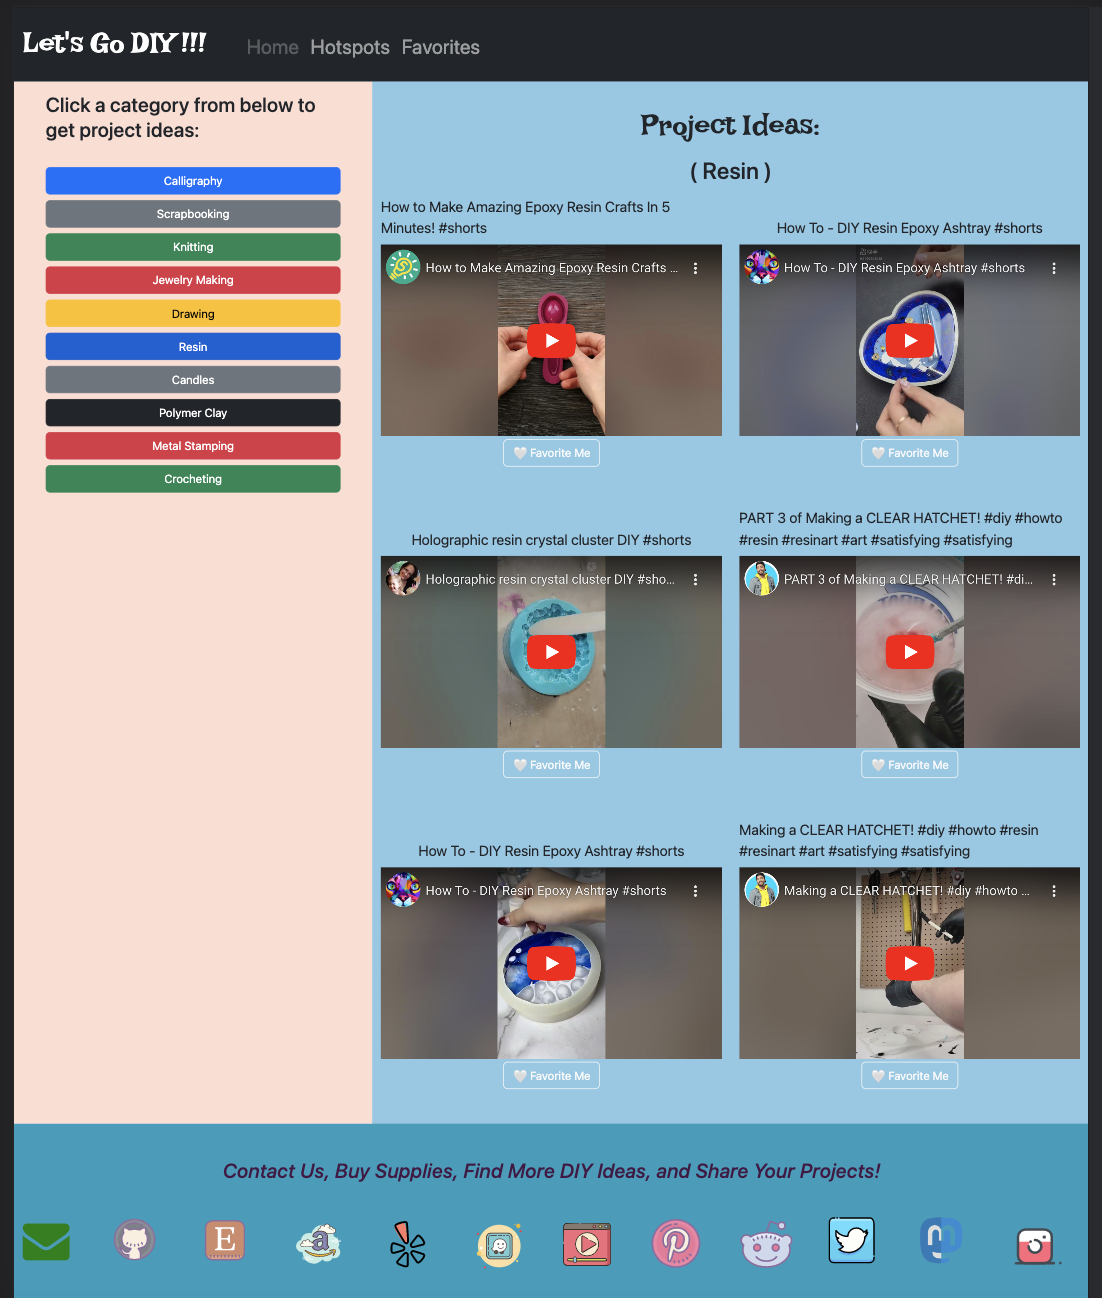 Let's Go DIY !!!
Home Hotspots Favorites
Click a category from below to
get project ideas:
Calligraphy
Scrapbooking
Knitting
Jewelry Making
Drawing
Resin
Candles
Polymer Clay
Metal Stamping
Crocheting
Project Ideas:
( Resin )
How to Make Amazing Epoxy Resin Crafts In 5
Minutes! #shorts
How to Make Amazing Epoxy Resin Crafts ...
🤍 Favorite Me
How To - DIY Resin Epoxy Ashtray #shorts
How To - DIY Resin Epoxy Ashtray #shorts
🤍 Favorite Me
Holographic resin crystal cluster DIY #shorts
Holographic resin crystal cluster DIY #sho...
🤍 Favorite Me
PART 3 of Making a CLEAR HATCHET! #diy #howto
#resin #resinart #art #satisfying #satisfying
PART 3 of Making a CLEAR HATCHET! #di...
🤍 Favorite Me
How To - DIY Resin Epoxy Ashtray #shorts
How To - DIY Resin Epoxy Ashtray #shorts
🤍 Favorite Me
Making a CLEAR HATCHET! #diy #howto #resin
#resinart #art #satisfying #satisfying
Making a CLEAR HATCHET! #diy #howto ...
🤍 Favorite Me
Contact Us, Buy Supplies, Find More DIY Ideas, and Share Your Projects!
E
a